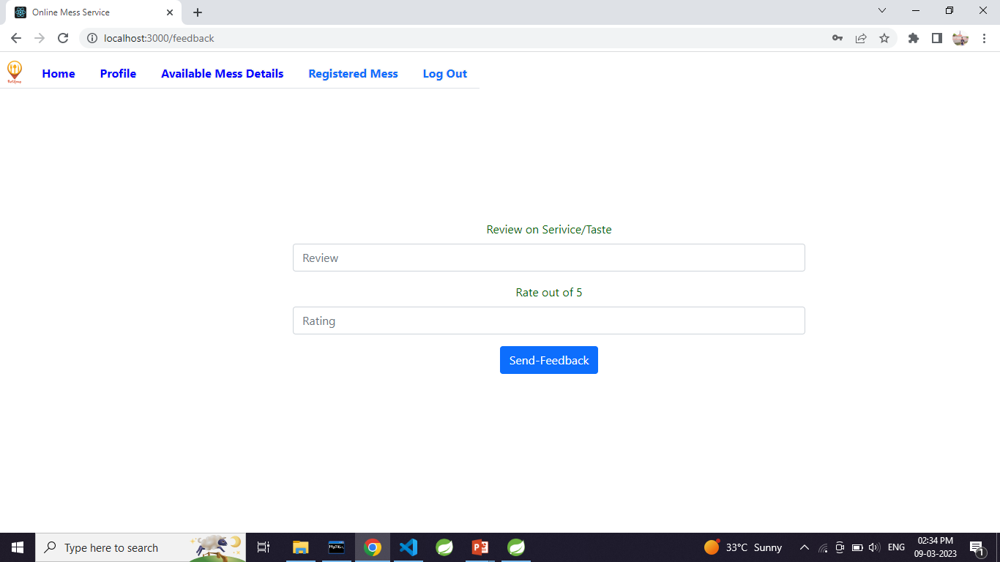 Online Mess Service
localhost:3000/feedback
Home Profile Available Mess Details Registered Mess Log Out
Review on Serivice/Taste
Review
Rate out of 5
Rating
Send-Feedback
Type here to search
33°C Sunny
ENG
02:34 PM
09-03-2023
1